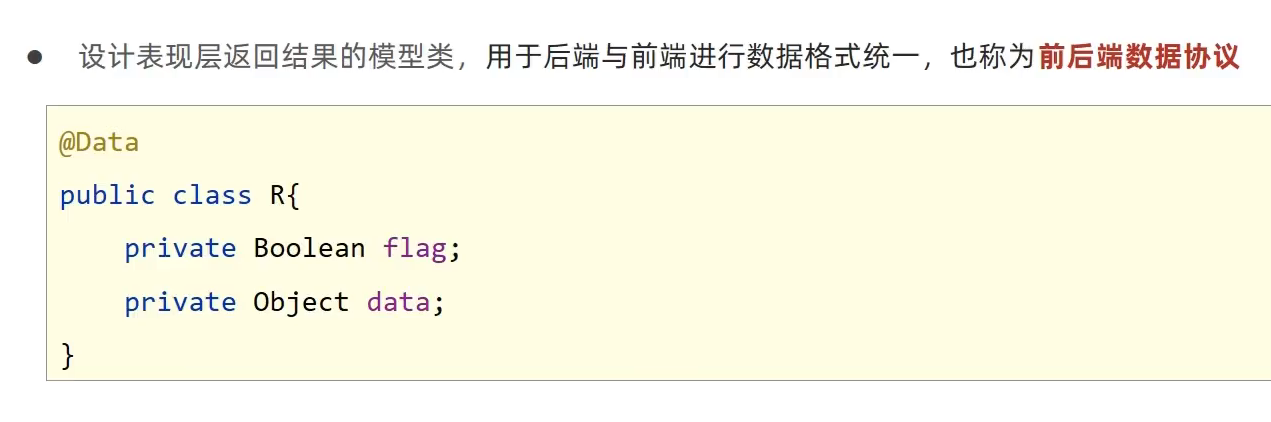 ● 设计表现层返回结果的模型类，用于后端与前端进行数据格式统一，也称为前后端数据协议
@Data
public class R{
    private Boolean flag;
    private Object data;
}